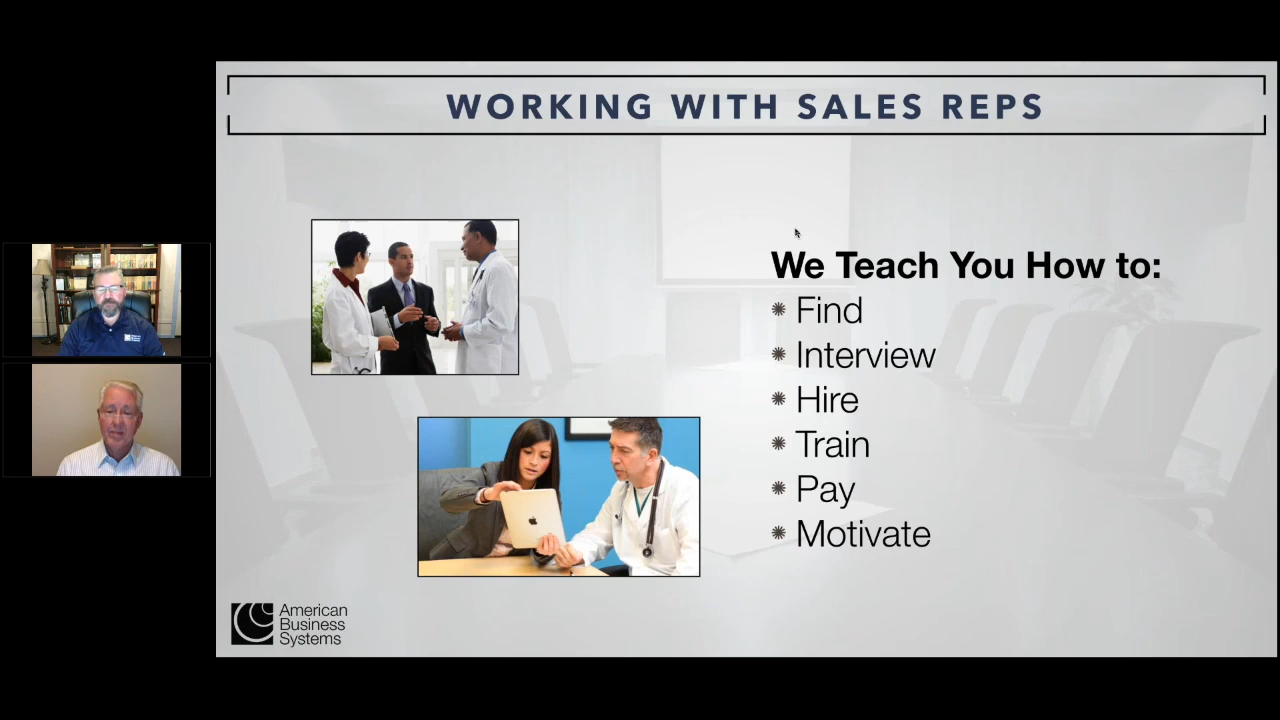 WORKING WITH SALES REPS
We Teach You How to:
Find
Interview
Hire
Train
Pay
Motivate
American
Business
Systems